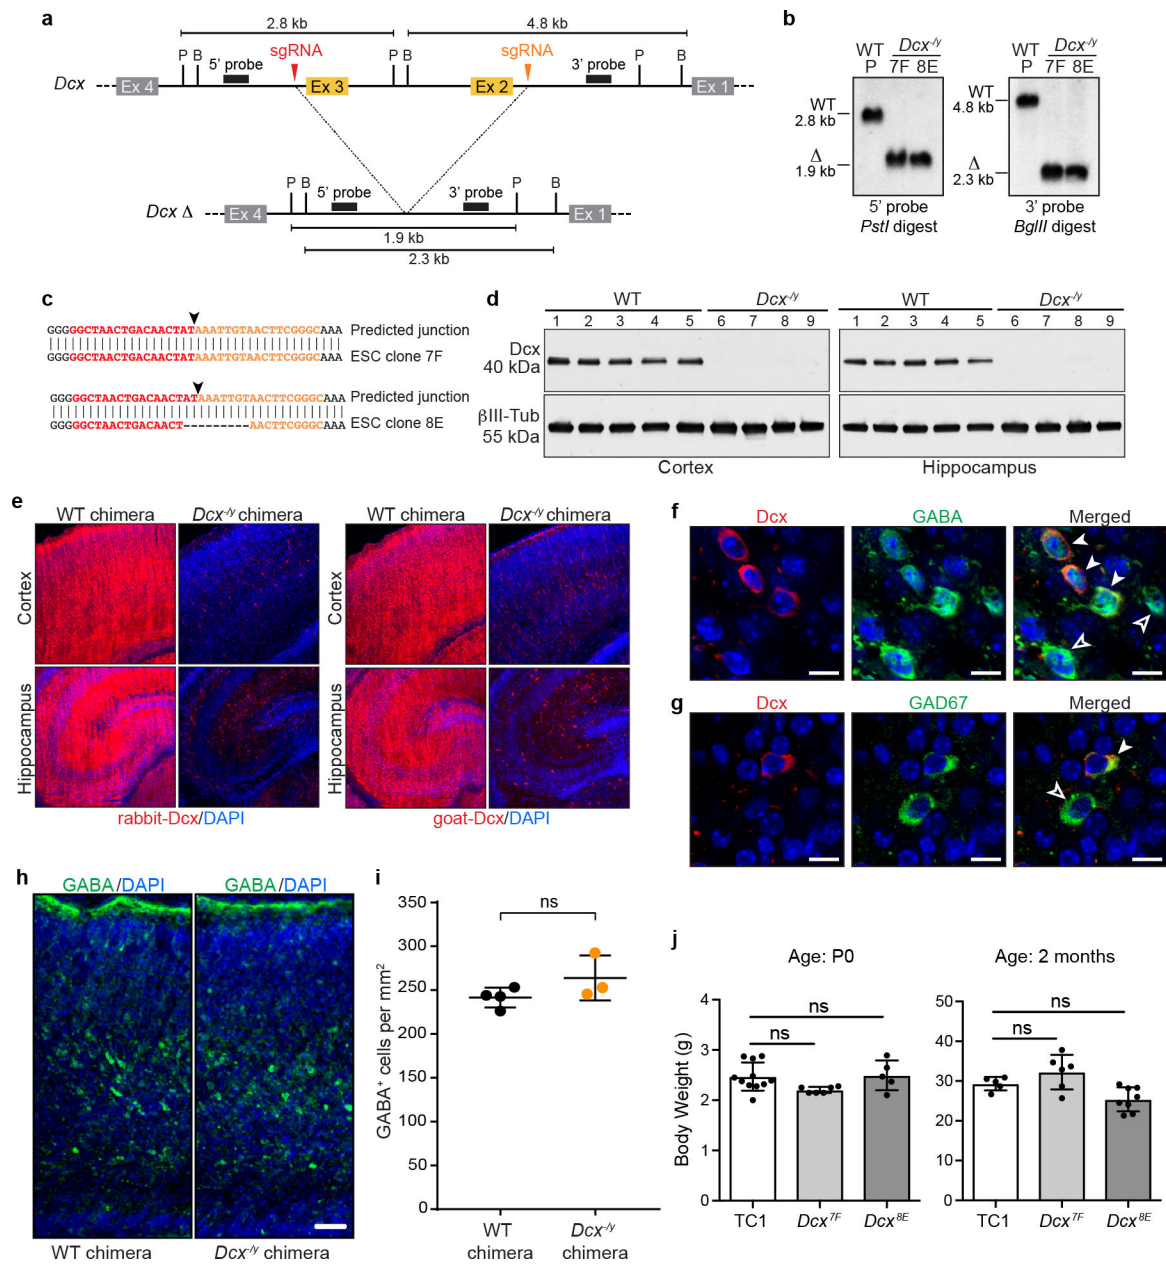 a
2.8 kb
4.8 kb
P B
sgRNA
P B
sgRNA
P
B
5' probe
3' probe
Dcx
Ex 4
Ex 3
Ex 2
Ex 1
P B
5' probe
3' probe
P
B
Dcx Δ
Ex 4
Ex 1
1.9 kb
2.3 kb
b
WT
Dcx-/y
P
7F 8E
WT
2.8 kb
Δ
1.9 kb
5' probe
PstI digest
WT
Dcx-/y
P
7F 8E
WT
4.8 kb
Δ
2.3 kb
3' probe
BglII digest
c
GGGGGCTAACTGACAACTATAAATTGTAACTTCGGGCAAA Predicted junction
GGGGGCTAACTGACAACTATAAATTGTAACTTCGGGCAAA ESC clone 7F
GGGGGCTAACTGACAACTATAAATTGTAACTTCGGGCAAA Predicted junction
GGGGGCTAACTGACAACT---------AACTTCGGGCAAA ESC clone 8E
d
WT
Dcx-/y
WT
Dcx-/y
1 2 3 4 5 6 7 8 9
1 2 3 4 5 6 7 8 9
Dcx
40 kDa
βIII-Tub
55 kDa
Cortex
Hippocampus
e
WT chimera
Dcx-/y chimera
WT chimera
Dcx-/y chimera
Cortex
Cortex
Hippocampus
Hippocampus
rabbit-Dcx/DAPI
goat-Dcx/DAPI
f
Dcx
GABA
Merged
g
Dcx
GAD67
Merged
h
GABA/DAPI
GABA/DAPI
WT chimera
Dcx-/y chimera
i
GABA+ cells per mm2
350
300
250
200
150
100
50
0
ns
WT
chimera
Dcx-/y
chimera
j
Age: P0
Body Weight (g)
4
3
2
1
0
ns
ns
TC1
Dcx7F
Dcx8E
Age: 2 months
50
40
30
20
10
0
ns
ns
TC1
Dcx7F
Dcx8E